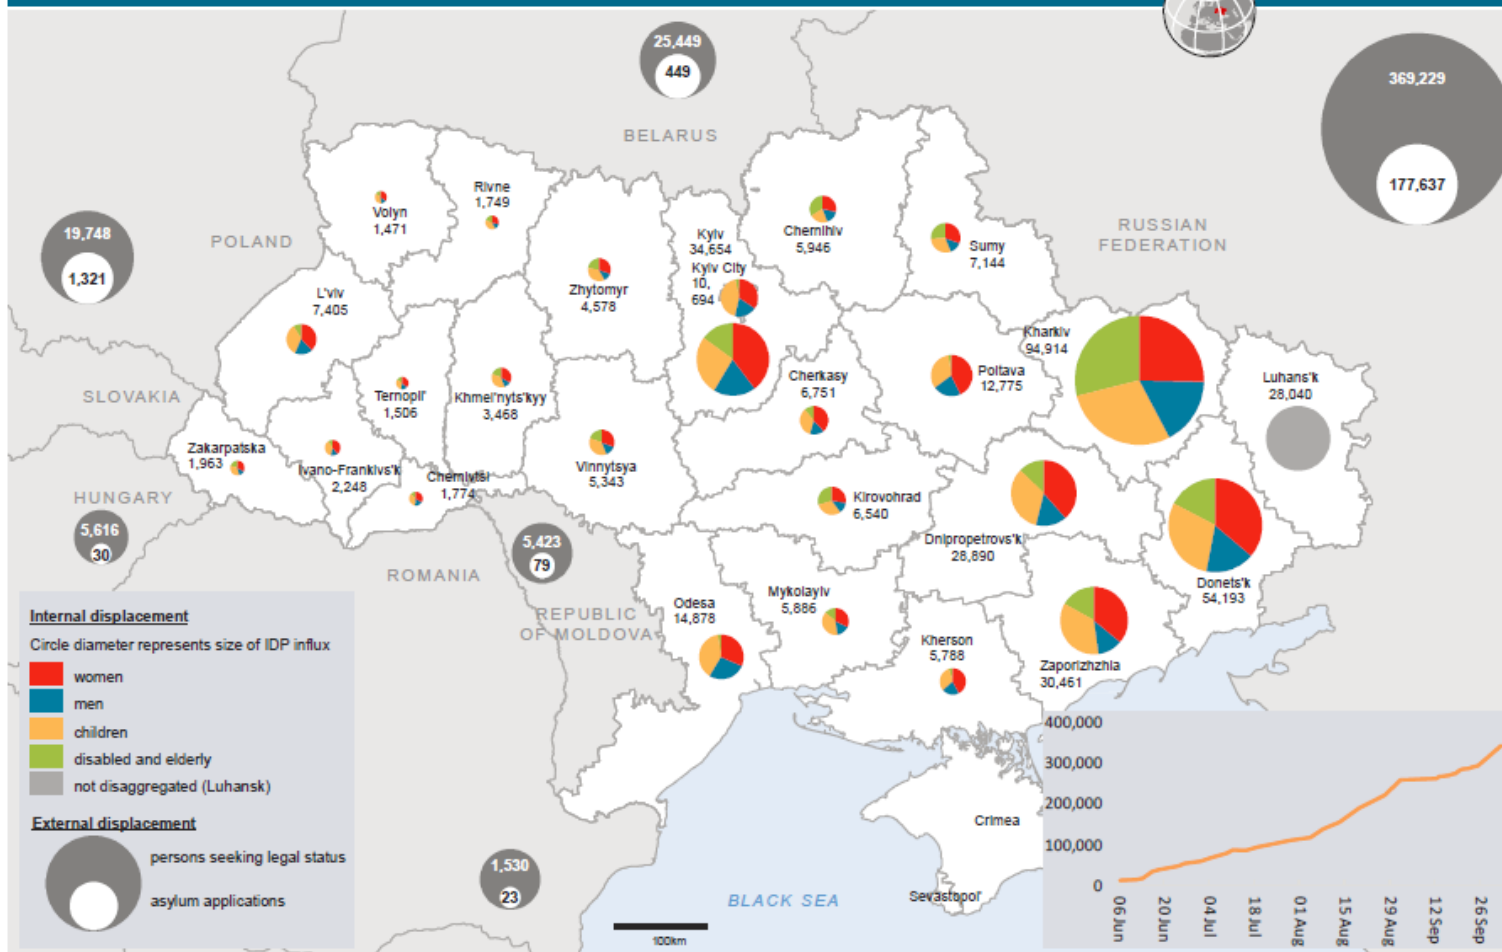 25,449
449
369,229
177,637
BELARUS
RUSSIAN
FEDERATION
POLAND
19,748
1,321
Volyn
1,471
Rivne
1,749
Zhytomyr
4,578
Kyiv
34,654
Kyiv City
10,
694
Chernihiv
5,946
Sumy
7,144
L'viv
7,405
Ternopil'
1,506
Khmel'nyts'kyy
3,468
Cherkasy
6,751
Poltava
12,775
Kharkiv
94,914
Luhans'k
28,040
SLOVAKIA
Zakarpatska
1,963
Ivano-Frankivs'k
2,248
Chernivtsi
1,774
Vinnytsya
5,343
Kirovohrad
6,540
Dnipropetrovs'k
28,890
Donets'k
54,193
HUNGARY
5,616
30
ROMANIA
5,423
79
REPUBLIC
OF MOLDOVA
Odesa
14,878
Mykolayiv
5,886
Kherson
5,788
Zaporizhzhia
30,461
Internal displacement
Circle diameter represents size of IDP influx
women
men
children
disabled and elderly
not disaggregated (Luhansk)
External displacement
persons seeking legal status
asylum applications
1,530
23
100km
BLACK SEA
Crimea
Sevastopol'
400,000
300,000
200,000
100,000
0
06 Jun
20 Jun
04 Jul
18 Jul
01 Aug
15 Aug
29 Aug
12 Sep
26 Sep